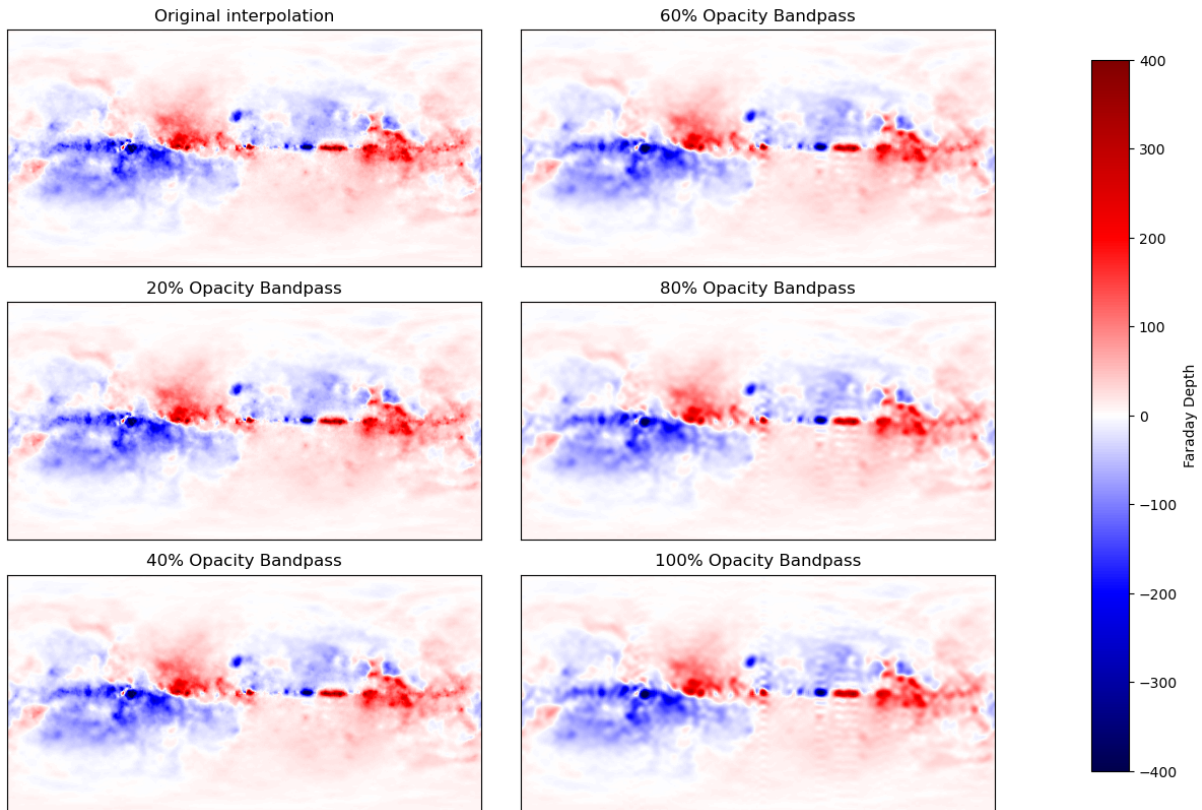 Original interpolation
60% Opacity Bandpass
20% Opacity Bandpass
80% Opacity Bandpass
40% Opacity Bandpass
100% Opacity Bandpass
400
300
200
100
0
−100
−200
−300
−400
Faraday Depth